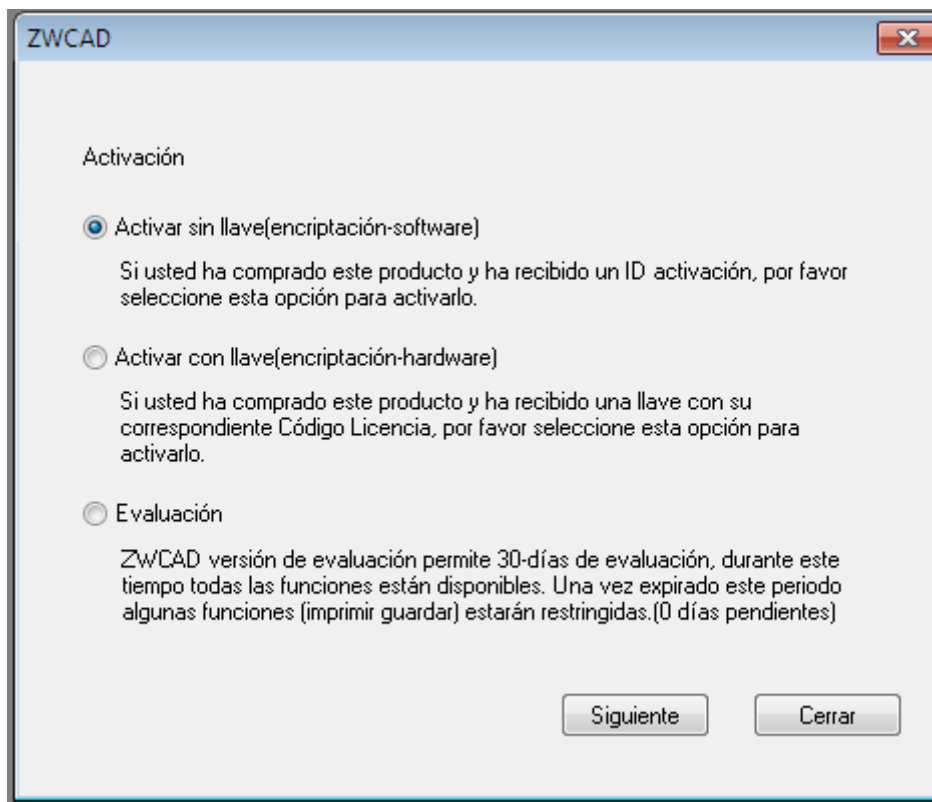 ZWCAD
Activación
Activar sin llave(encriptación-software)
Si usted ha comprado este producto y ha recibido un ID activación, por favor
seleccione esta opción para activarlo.
Activar con llave(encriptación-hardware)
Si usted ha comprado este producto y ha recibido una llave con su
correspondiente Código Licencia, por favor seleccione esta opción para
activarlo.
Evaluación
ZWCAD versión de evaluación permite 30-días de evaluación, durante este
tiempo todas las funciones están disponibles. Una vez expirado este periodo
algunas funciones (imprimir guardar) estarán restringidas.(0 días pendientes)
Siguiente
Cerrar